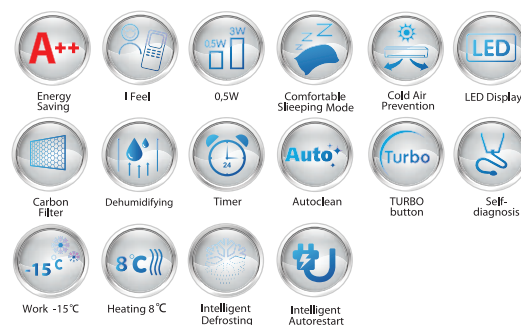 A++
0.5W
3W
Z
Z
Z
LED
Energy
Saving
I Feel
0,5W
Comfortable
Slieeping Mode
Cold Air
Prevention
LED Display
24
Auto
Turbo
Carbon
Filter
Dehumidifying
Timer
Autoclean
TURBO
button
Self-
diagnosis
-15°C
8°C
Work -15℃
Heating 8℃
Intelligent
Defrosting
Intelligent
Autorestart